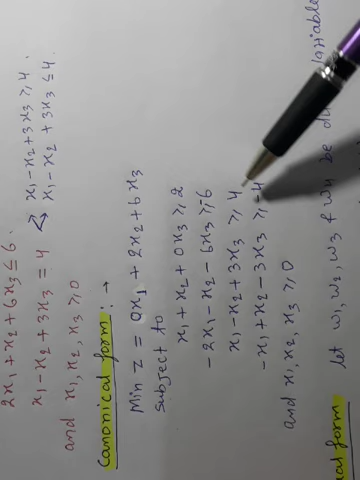 2x1 + x2 + 6x3 ≤ 6.
x1 - x2 + 3x3 = 4 ↔ x1 - x2 + 3x3 ≥ 4.
x1 - x2 + 3x3 ≤ 4.
and x1, x2, x3 ≥ 0
Canonical form : →
Min Z = 0x1 + 2x2 + 6x3
Subject to
x1 + x2 + 0x3 ≥ 2
-2x1 - x2 - 6x3 ≥ -6
x1 - x2 + 3x3 ≥ 4
-x1 + x2 - 3x3 ≥ -4
and x1, x2, x3 ≥ 0
form let w1, w2, w3 & w4 be